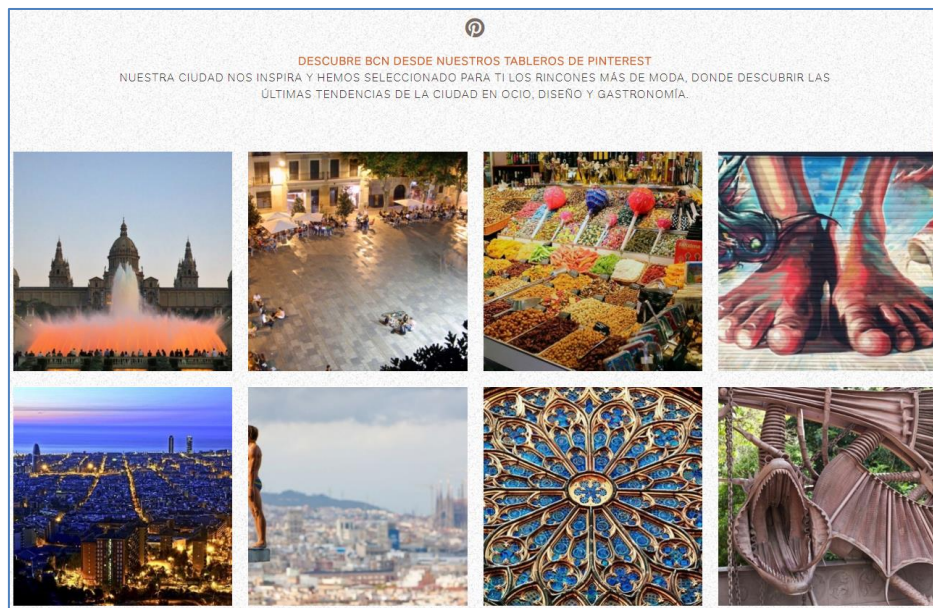 DESCUBRE BCN DESDE NUESTROS TABLEROS DE PINTEREST
NUESTRA CIUDAD NOS INSPIRA Y HEMOS SELECCIONADO PARA TI LOS RINCONES MÁS DE MODA, DONDE DESCUBRIR LAS
ÚLTIMAS TENDENCIAS DE LA CIUDAD EN OCIO, DISEÑO Y GASTRONOMÍA.